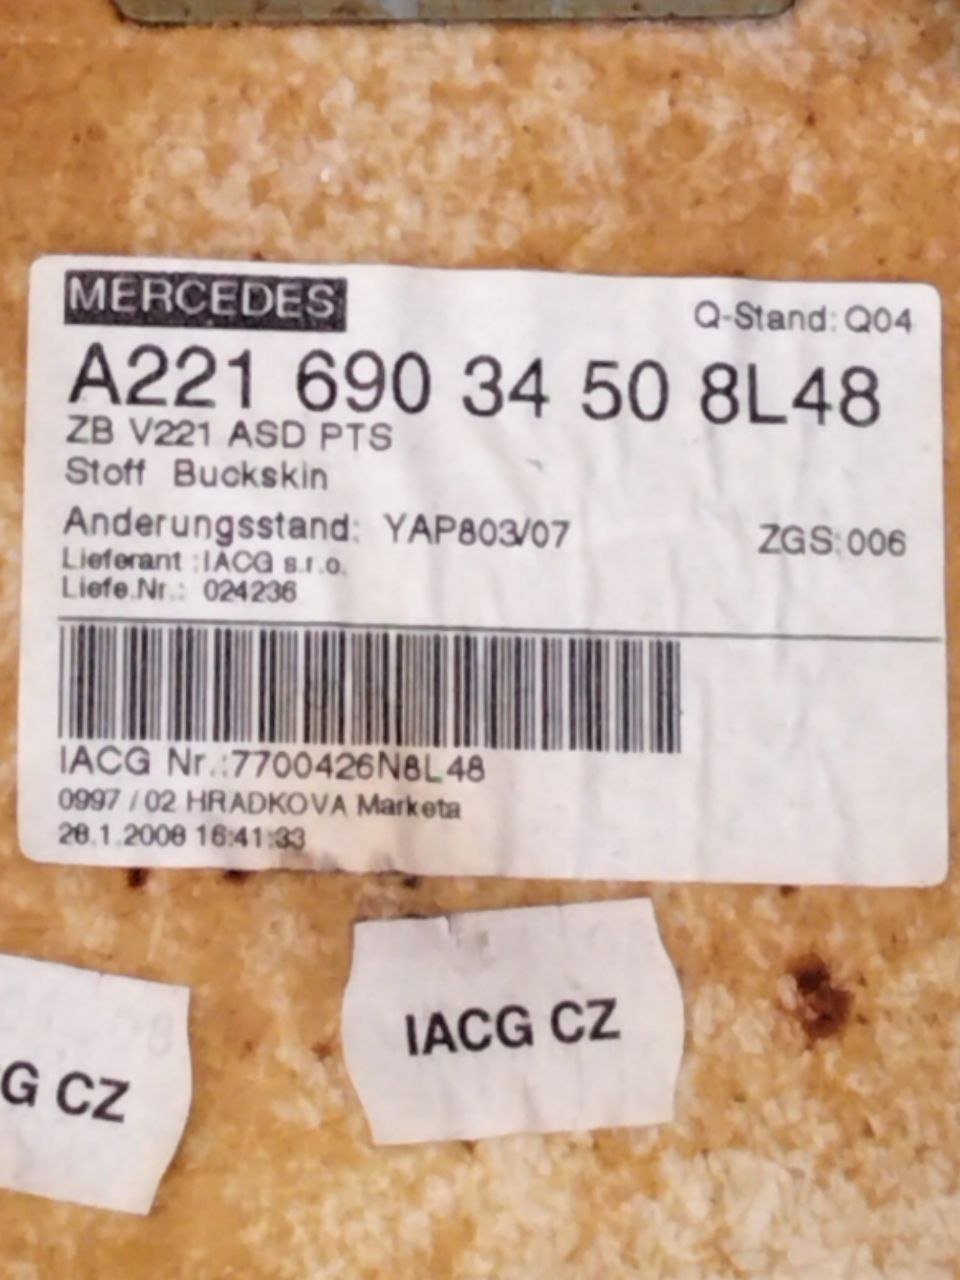 MERCEDES
Q-Stand: Q04
A221 690 34 50 8L48
ZB V221 ASD PTS
Stoff Buckskin
Anderungsstand: YAP803/07
ZGS:006
Lieferant :IACG s.r.o.
Liefe.Nr.: 024236
IACG Nr.:7700426N8L48
0997 / 02 HRADKOVA Marketa
28.1.2008 16:41:33
IACG CZ
G CZ